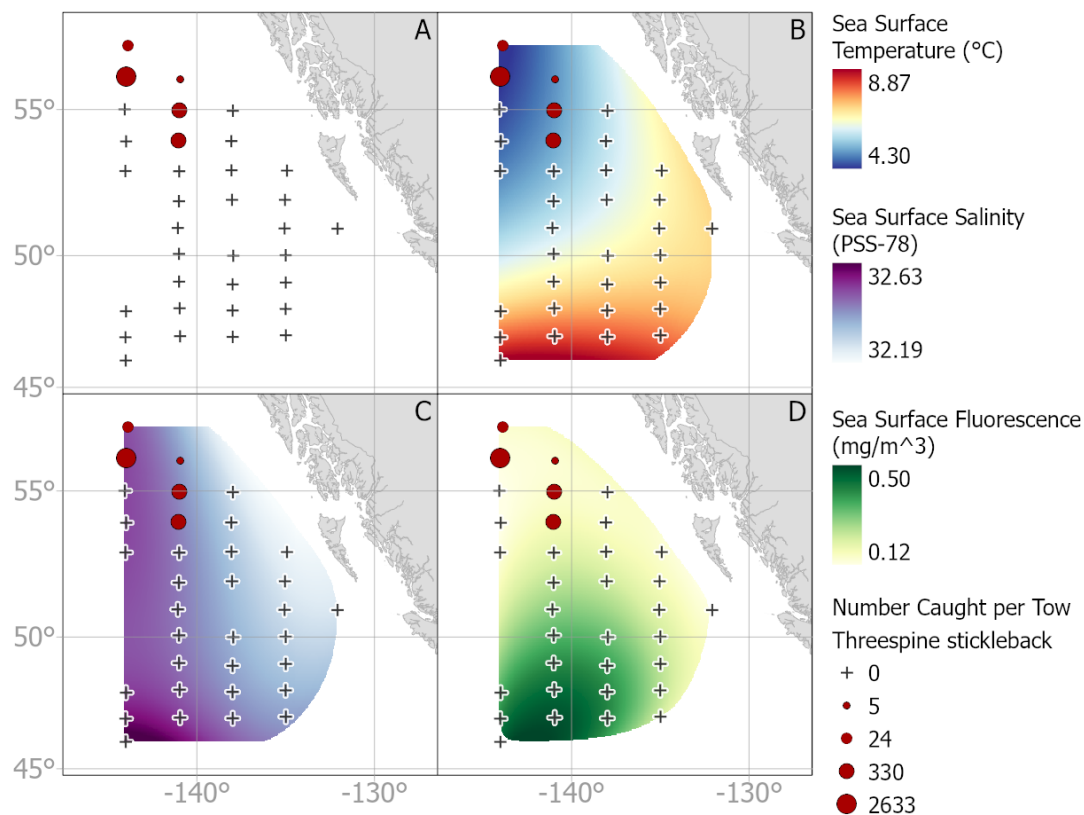 A
B
55°
50°
45°
C
D
55°
50°
45°
-140°
-130°
-140°
-130°
Sea Surface
Temperature (°C)
8.87
4.30
Sea Surface Salinity
(PSS-78)
32.63
32.19
Sea Surface Fluorescence
(mg/m^3)
0.50
0.12
Number Caught per Tow
Threespine stickleback
0
5
24
330
2633